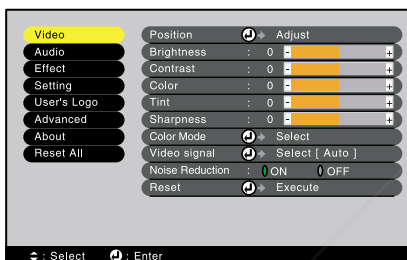 Video
Audio
Effect
Setting
User's Logo
Advanced
About
Reset All
Position Adjust
Brightness : 0 - +
Contrast : 0 - +
Color : 0 - +
Tint : 0 - +
Sharpness : 0 - +
Color Mode Select
Video signal Select [ Auto ]
Noise Reduction : ON OFF
Reset Execute
: Select : Enter